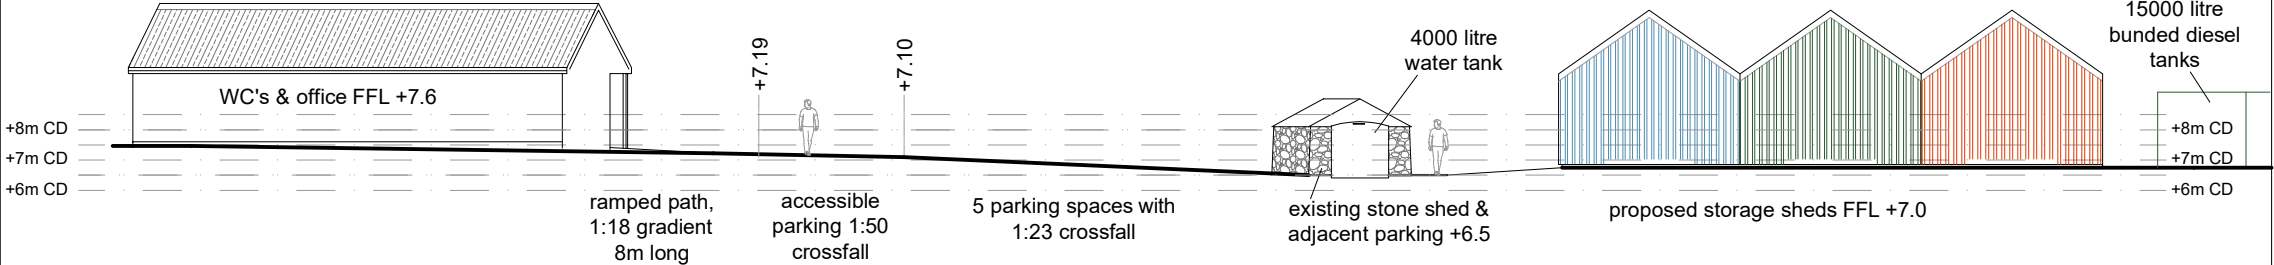 WC's & office FFL +7.6
+8m CD
+7m CD
+6m CD
+7.19
+7.10
ramped path,
1:18 gradient
8m long
accessible
parking 1:50
crossfall
5 parking spaces with
1:23 crossfall
4000 litre
water tank
existing stone shed &
adjacent parking +6.5
proposed storage sheds FFL +7.0
15000 litre
bunded diesel
tanks
+8m CD
+7m CD
+6m CD